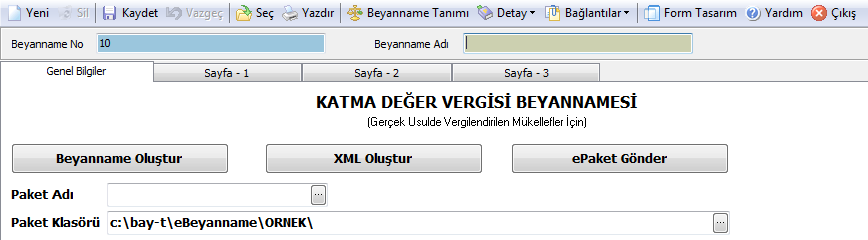 Yeni Sil Kaydet Vazgeç Seç Yazdır Beyanname Tanımı Detay Bağlantılar Form Tasarım Yardım Çıkış
Beyanname No 10 Beyanname Adı
Genel Bilgiler Sayfa - 1 Sayfa - 2 Sayfa - 3
KATMA DEĞER VERGİSİ BEYANNAMESİ
(Gerçek Usulde Vergilendirilen Mükellefler İçin)
Beyanname Oluştur XML Oluştur ePaket Gönder
Paket Adı ...
Paket Klasörü c:\bay-t\eBeyanname\ORNEK\ ...